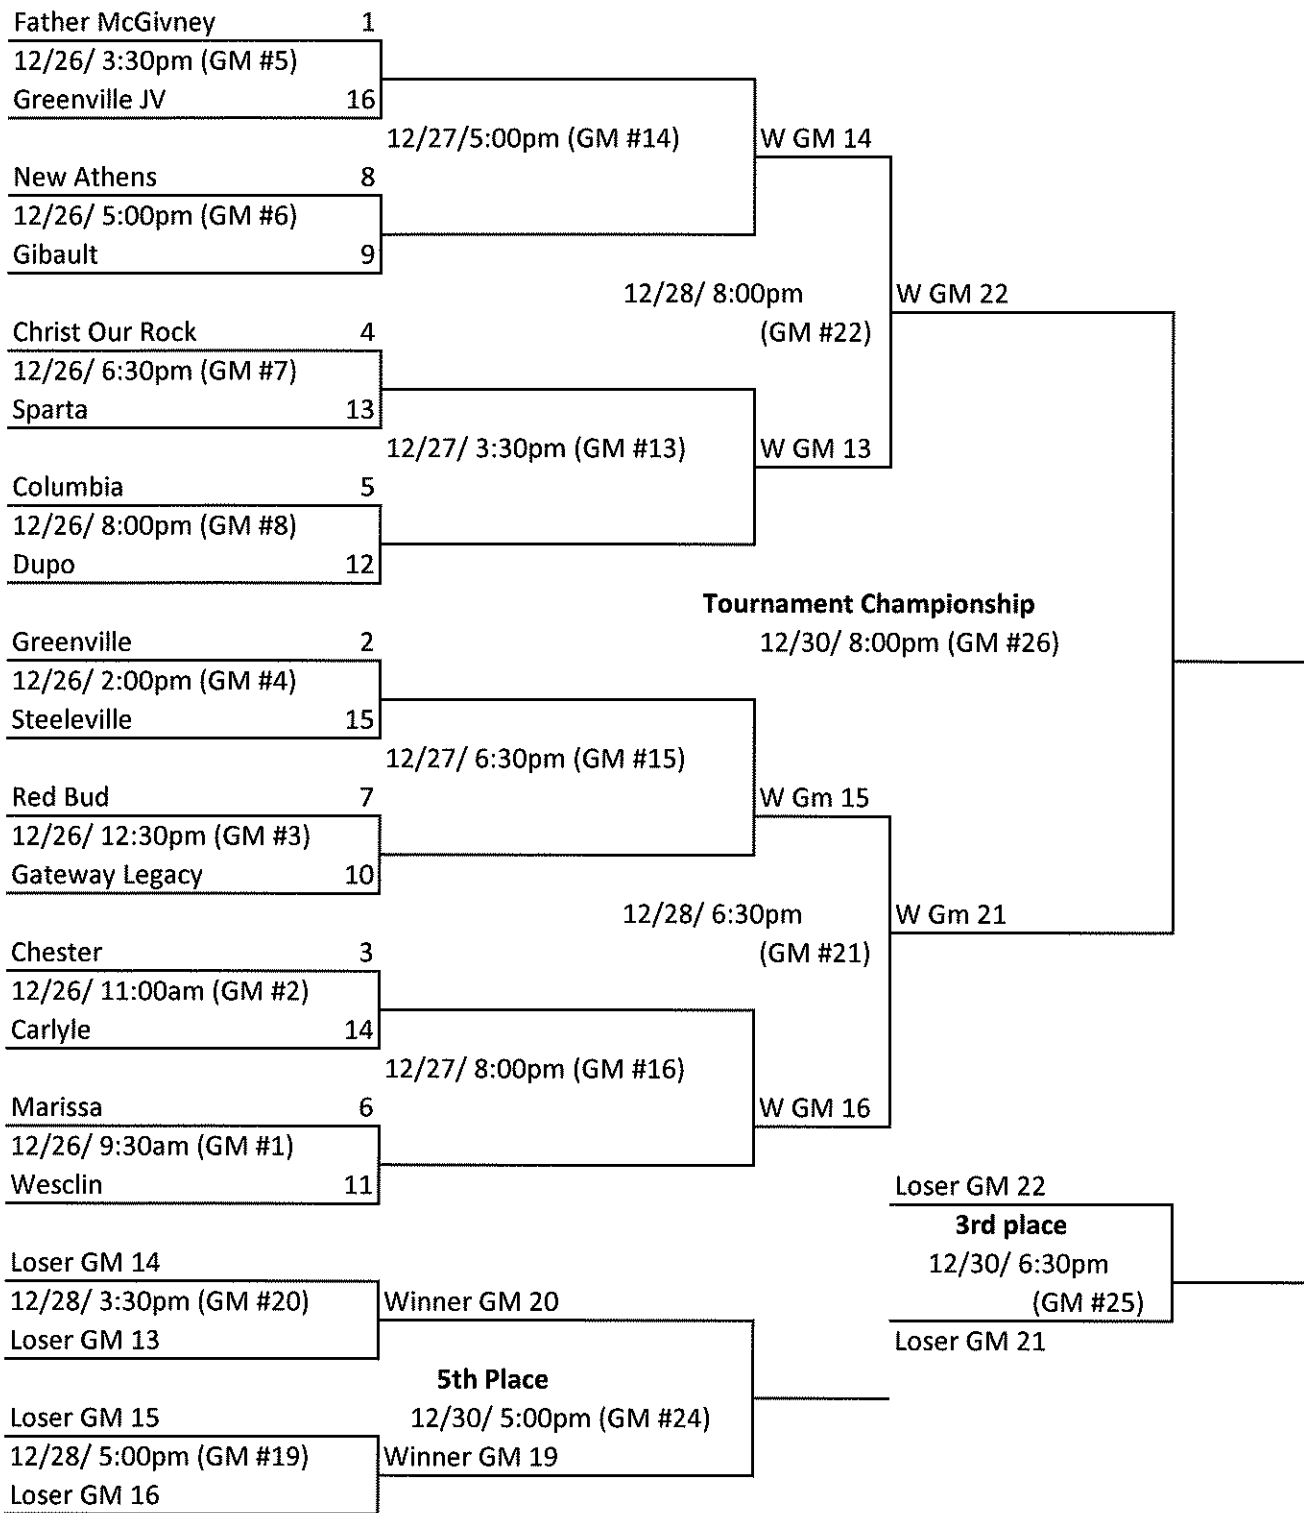 Father McGivney 1
12/26/ 3:30pm (GM #5)
Greenville JV 16
12/27/5:00pm (GM #14)
W GM 14
New Athens 8
12/26/ 5:00pm (GM #6)
Gibault 9
12/28/ 8:00pm
(GM #22)
W GM 22
Christ Our Rock 4
12/26/ 6:30pm (GM #7)
Sparta 13
12/27/ 3:30pm (GM #13)
W GM 13
Columbia 5
12/26/ 8:00pm (GM #8)
Dupo 12
Tournament Championship
12/30/ 8:00pm (GM #26)
Greenville 2
12/26/ 2:00pm (GM #4)
Steeleville 15
12/27/ 6:30pm (GM #15)
W Gm 15
Red Bud 7
12/26/ 12:30pm (GM #3)
Gateway Legacy 10
12/28/ 6:30pm
(GM #21)
W Gm 21
Chester 3
12/26/ 11:00am (GM #2)
Carlyle 14
12/27/ 8:00pm (GM #16)
W GM 16
Marissa 6
12/26/ 9:30am (GM #1)
Wesclin 11
Loser GM 22
3rd place
12/30/ 6:30pm
(GM #25)
Loser GM 21
Loser GM 14
12/28/ 3:30pm (GM #20)
Loser GM 13
Winner GM 20
5th Place
12/30/ 5:00pm (GM #24)
Winner GM 19
Loser GM 15
12/28/ 5:00pm (GM #19)
Loser GM 16